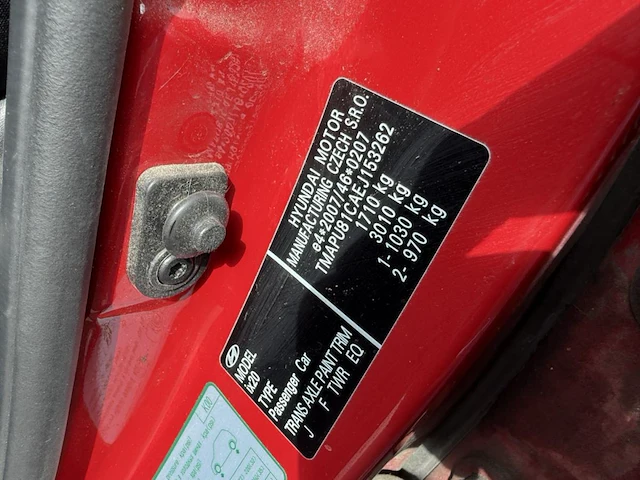 HYUNDAI MOTOR
MANUFACTURING CZECH S.R.O.
e4*2007/46*0207
TMAPU81CAEJ153262
1710 kg
3010 kg
1- 1030 kg
2- 970 kg
MODEL
ix20
TYPE
Passenger Car
TRANS AXLE PAINT TRIM
J F TWR EQ